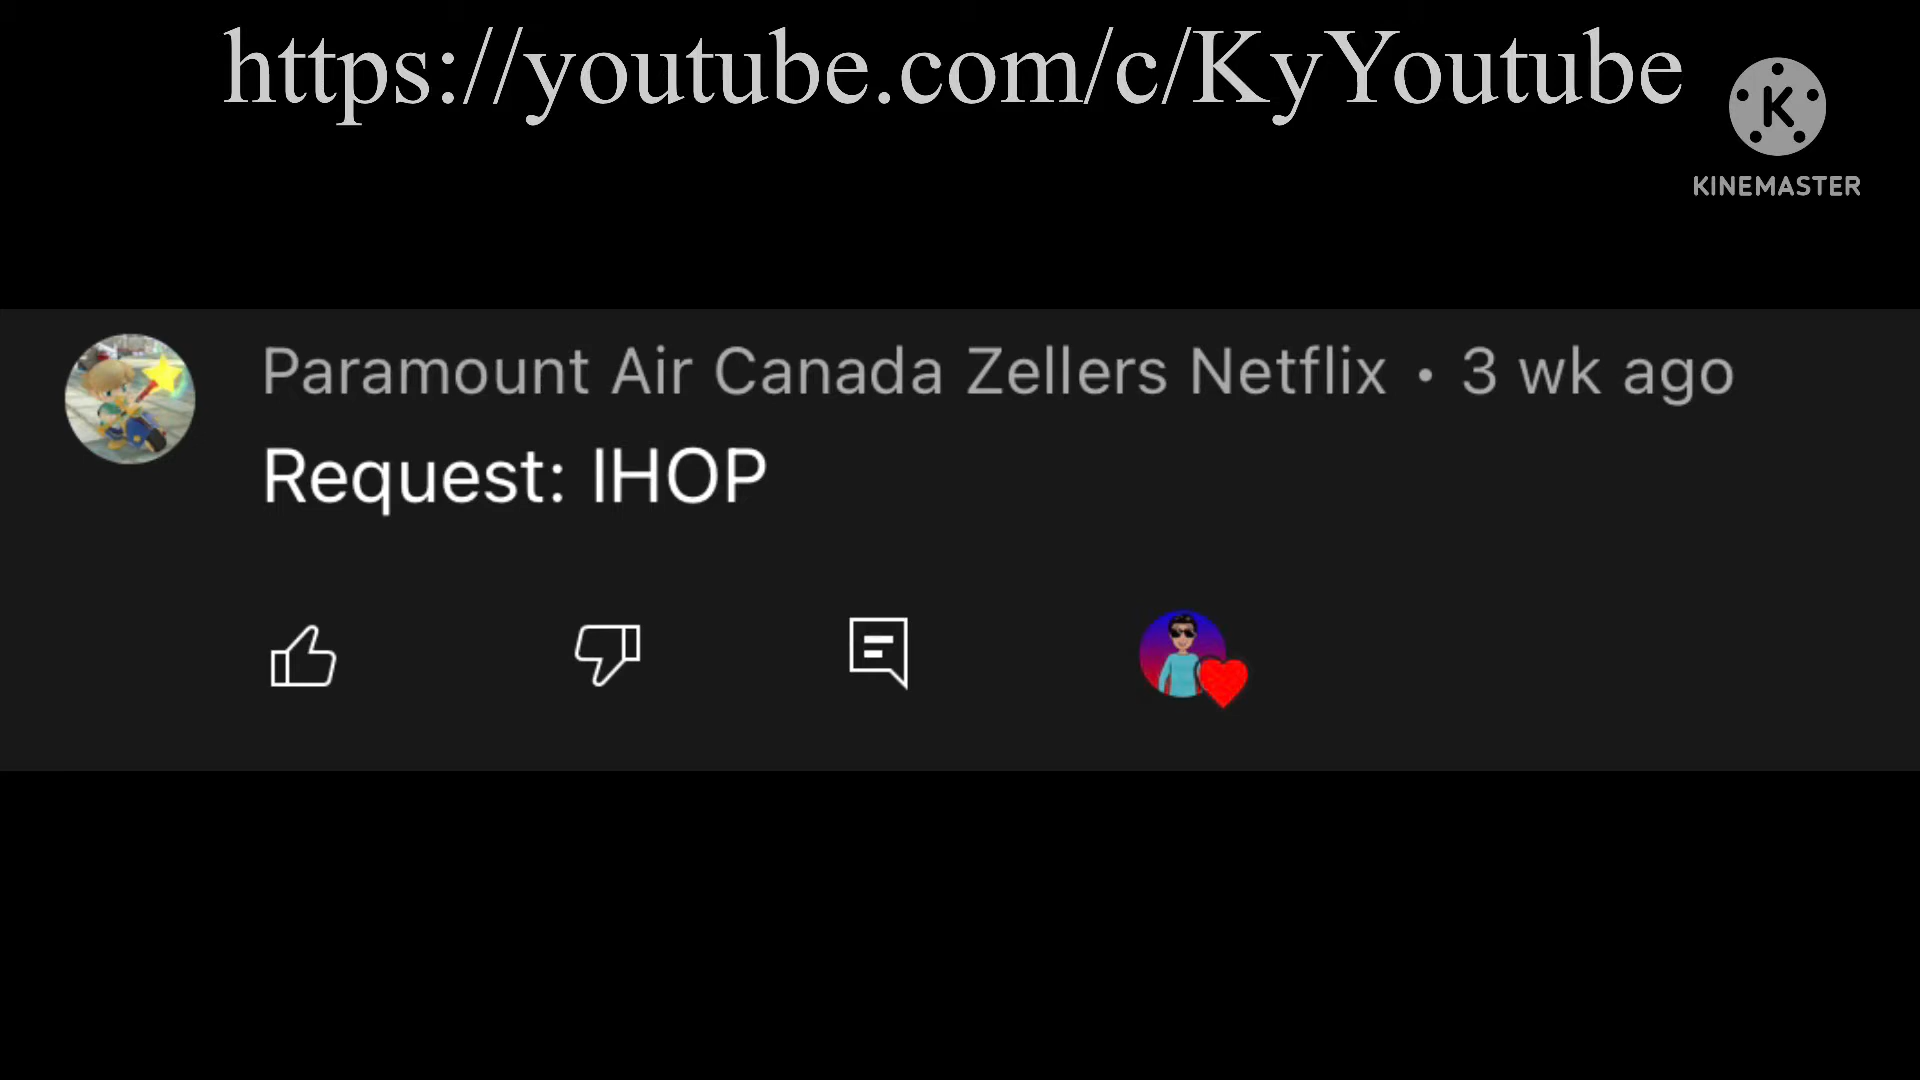 https://youtube.com/c/KyYoutube
K
KINEMASTER
Paramount Air Canada Zellers Netflix • 3 wk ago
Request: IHOP